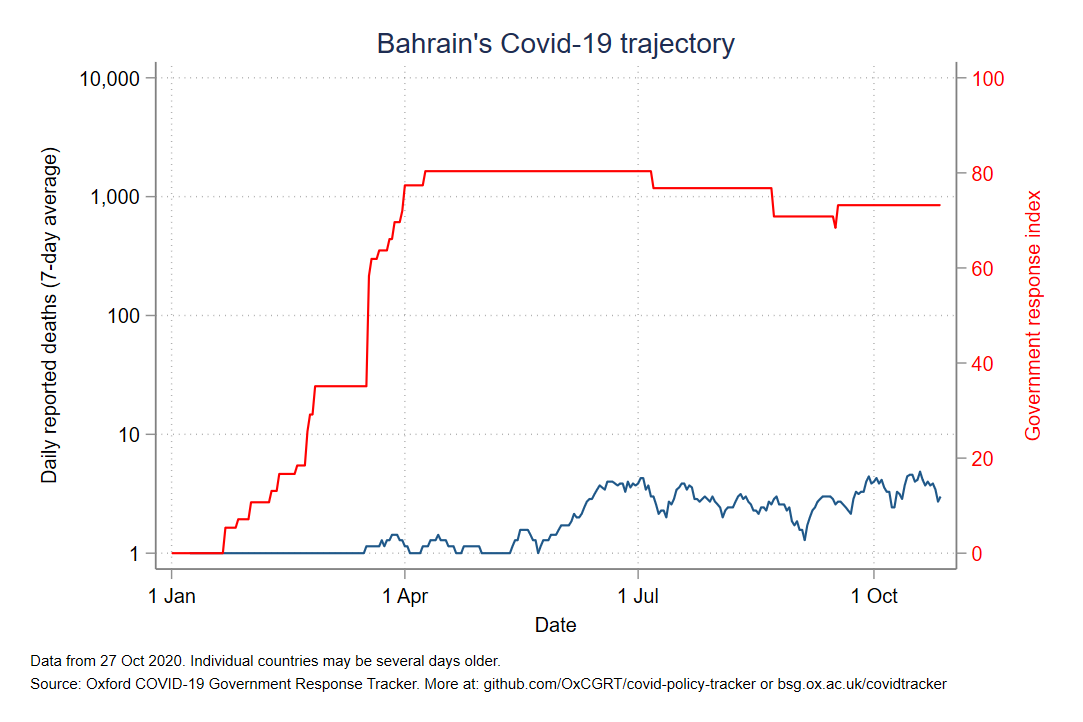 Bahrain's Covid-19 trajectory
10,000
1,000
100
10
1
Daily reported deaths (7-day average)
100
80
60
40
20
0
Government response index
1 Jan
1 Apr
1 Jul
1 Oct
Date
Data from 27 Oct 2020. Individual countries may be several days older.
Source: Oxford COVID-19 Government Response Tracker. More at: github.com/OxCGRT/covid-policy-tracker or bsg.ox.ac.uk/covidtracker